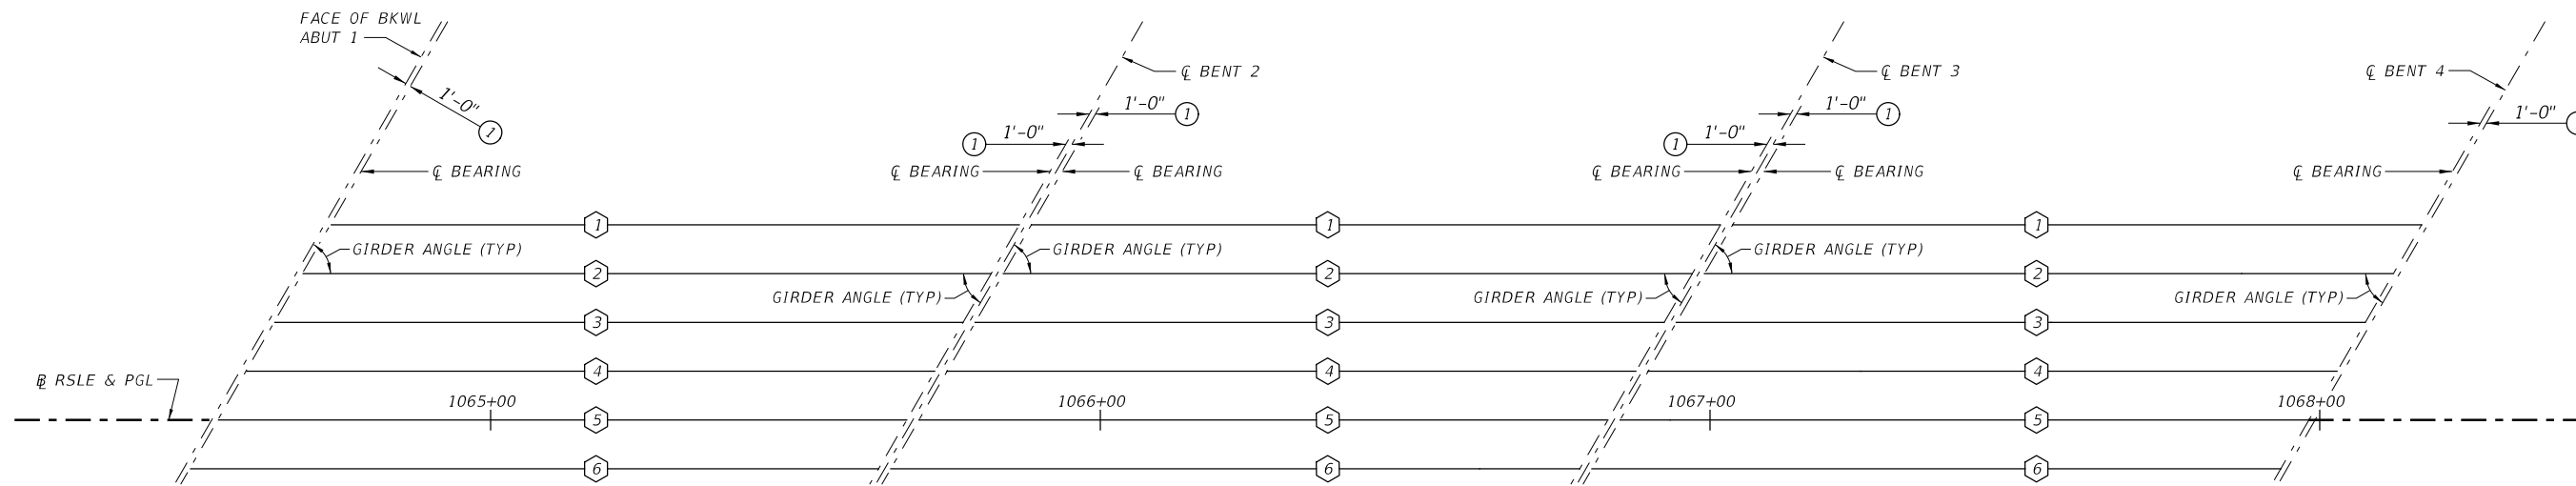 FACE OF BKWL
ABUT 1
1'-0"
1
℄ BENT 2
1'-0"
1
1'-0"
1
℄ BENT 3
1'-0"
1
1'-0"
1
℄ BENT 4
1'-0"
℄ BEARING
℄ BEARING
℄ BEARING
℄ BEARING
℄ BEARING
℄ BEARING
1
1
1
GIRDER ANGLE (TYP)
GIRDER ANGLE (TYP)
GIRDER ANGLE (TYP)
2
2
2
GIRDER ANGLE (TYP)
GIRDER ANGLE (TYP)
GIRDER ANGLE (TYP)
3
3
3
4
4
4
RSLE & PGL
1065+00
1066+00
1067+00
1068+00
5
5
5
6
6
6